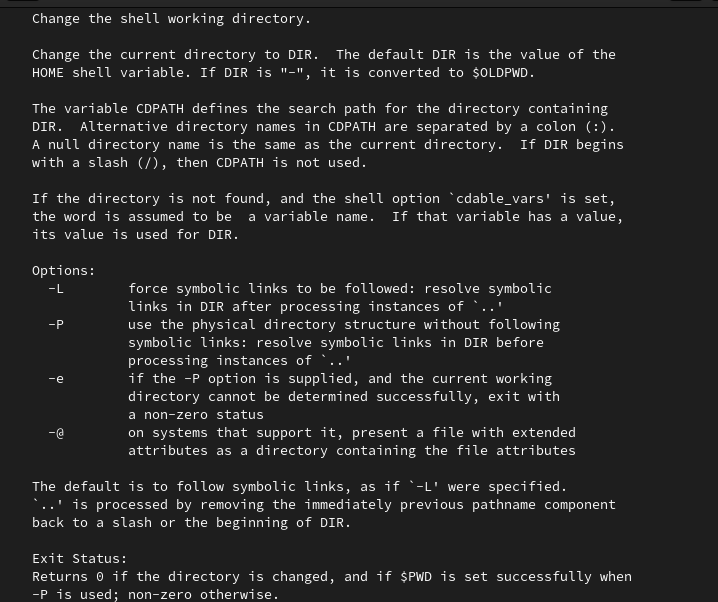 Change the shell working directory.
Change the current directory to DIR.  The default DIR is the value of the
HOME shell variable. If DIR is "-", it is converted to $OLDPWD.
The variable CDPATH defines the search path for the directory containing
DIR.  Alternative directory names in CDPATH are separated by a colon (:).
A null directory name is the same as the current directory.  If DIR begins
with a slash (/), then CDPATH is not used.
If the directory is not found, and the shell option `cdable_vars' is set,
the word is assumed to be  a variable name.  If that variable has a value,
its value is used for DIR.
Options:
  -L        force symbolic links to be followed: resolve symbolic
            links in DIR after processing instances of `..'
  -P        use the physical directory structure without following
            symbolic links: resolve symbolic links in DIR before
            processing instances of `..'
  -e        if the -P option is supplied, and the current working
            directory cannot be determined successfully, exit with
            a non-zero status
  -@        on systems that support it, present a file with extended
            attributes as a directory containing the file attributes
The default is to follow symbolic links, as if `-L' were specified.
`..' is processed by removing the immediately previous pathname component
back to a slash or the beginning of DIR.
Exit Status:
Returns 0 if the directory is changed, and if $PWD is set successfully when
-P is used; non-zero otherwise.